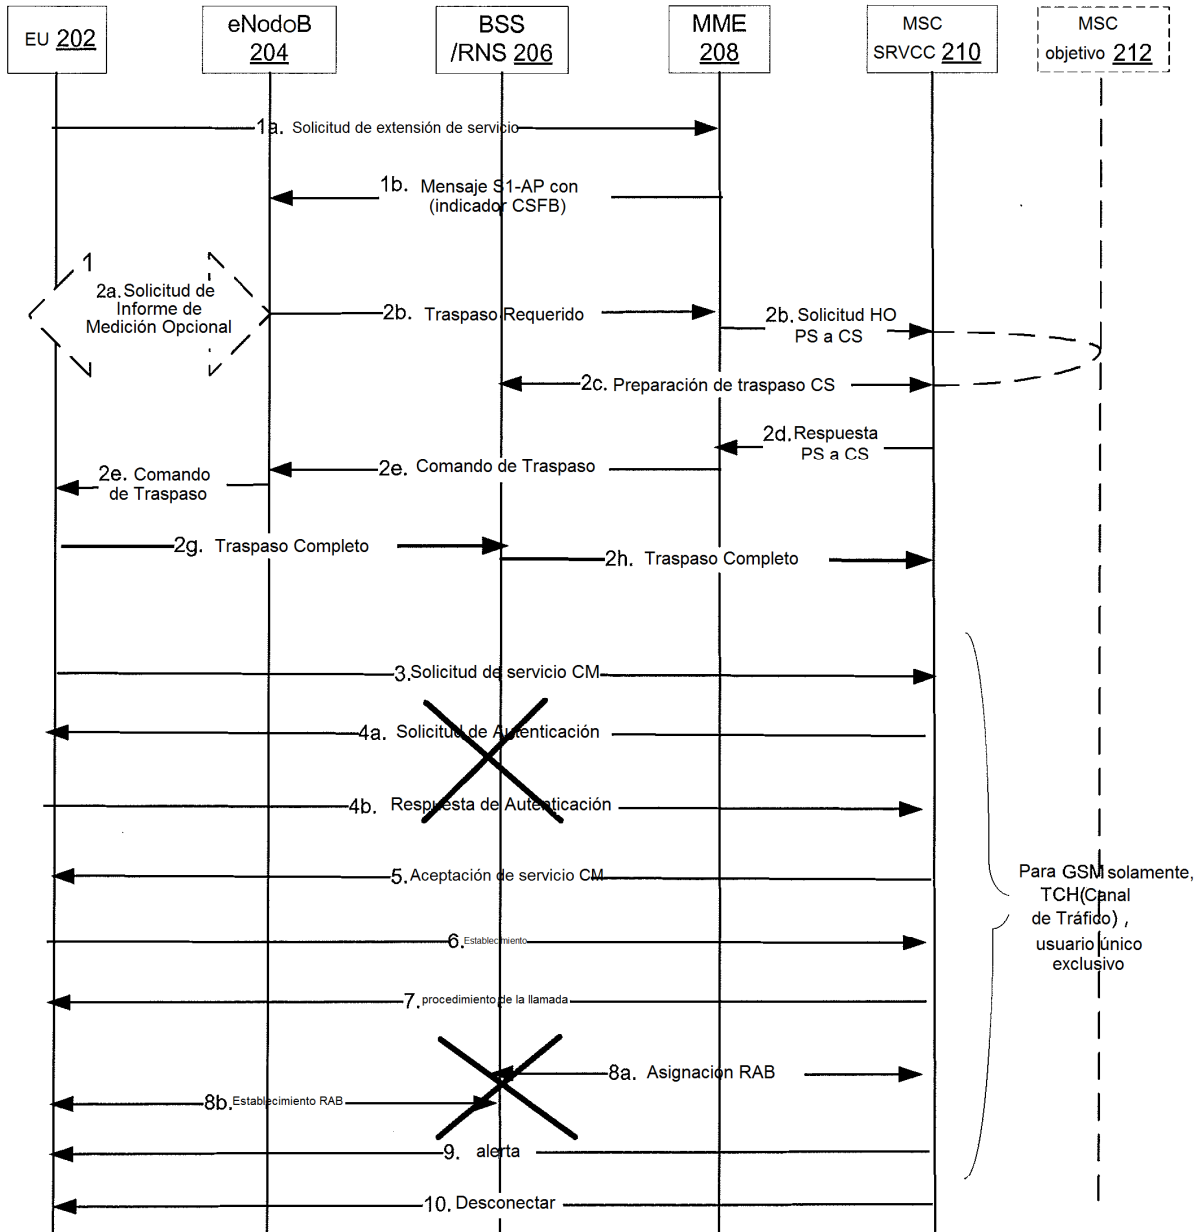 EU 202
eNodoB
204
BSS
/RNS 206
MME
208
MSC
SRVCC 210
MSC
objetivo 212
1a. Solicitud de extensión de servicio
1b. Mensaje S1-AP con
(indicador CSFB)
1
2a. Solicitud de
Informe de
Medición Opcional
2b. Traspaso Requerido
2b. Solicitud HO
PS a CS
2c. Preparación de traspaso CS
2d. Respuesta
PS a CS
2e. Comando de Traspaso
2e. Comando
de Traspaso
2g. Traspaso Completo
2h. Traspaso Completo
3. Solicitud de servicio CM
4a. Solicitud de Autenticación
4b. Respuesta de Autenticación
5. Aceptación de servicio CM
Para GSM solamente,
TCH(Canal
de Tráfico) ,
usuario único
exclusivo
6. Establecimiento
7. procedimiento de la llamada
8a. Asignación RAB
8b. Establecimiento RAB
9. alerta
10. Desconectar